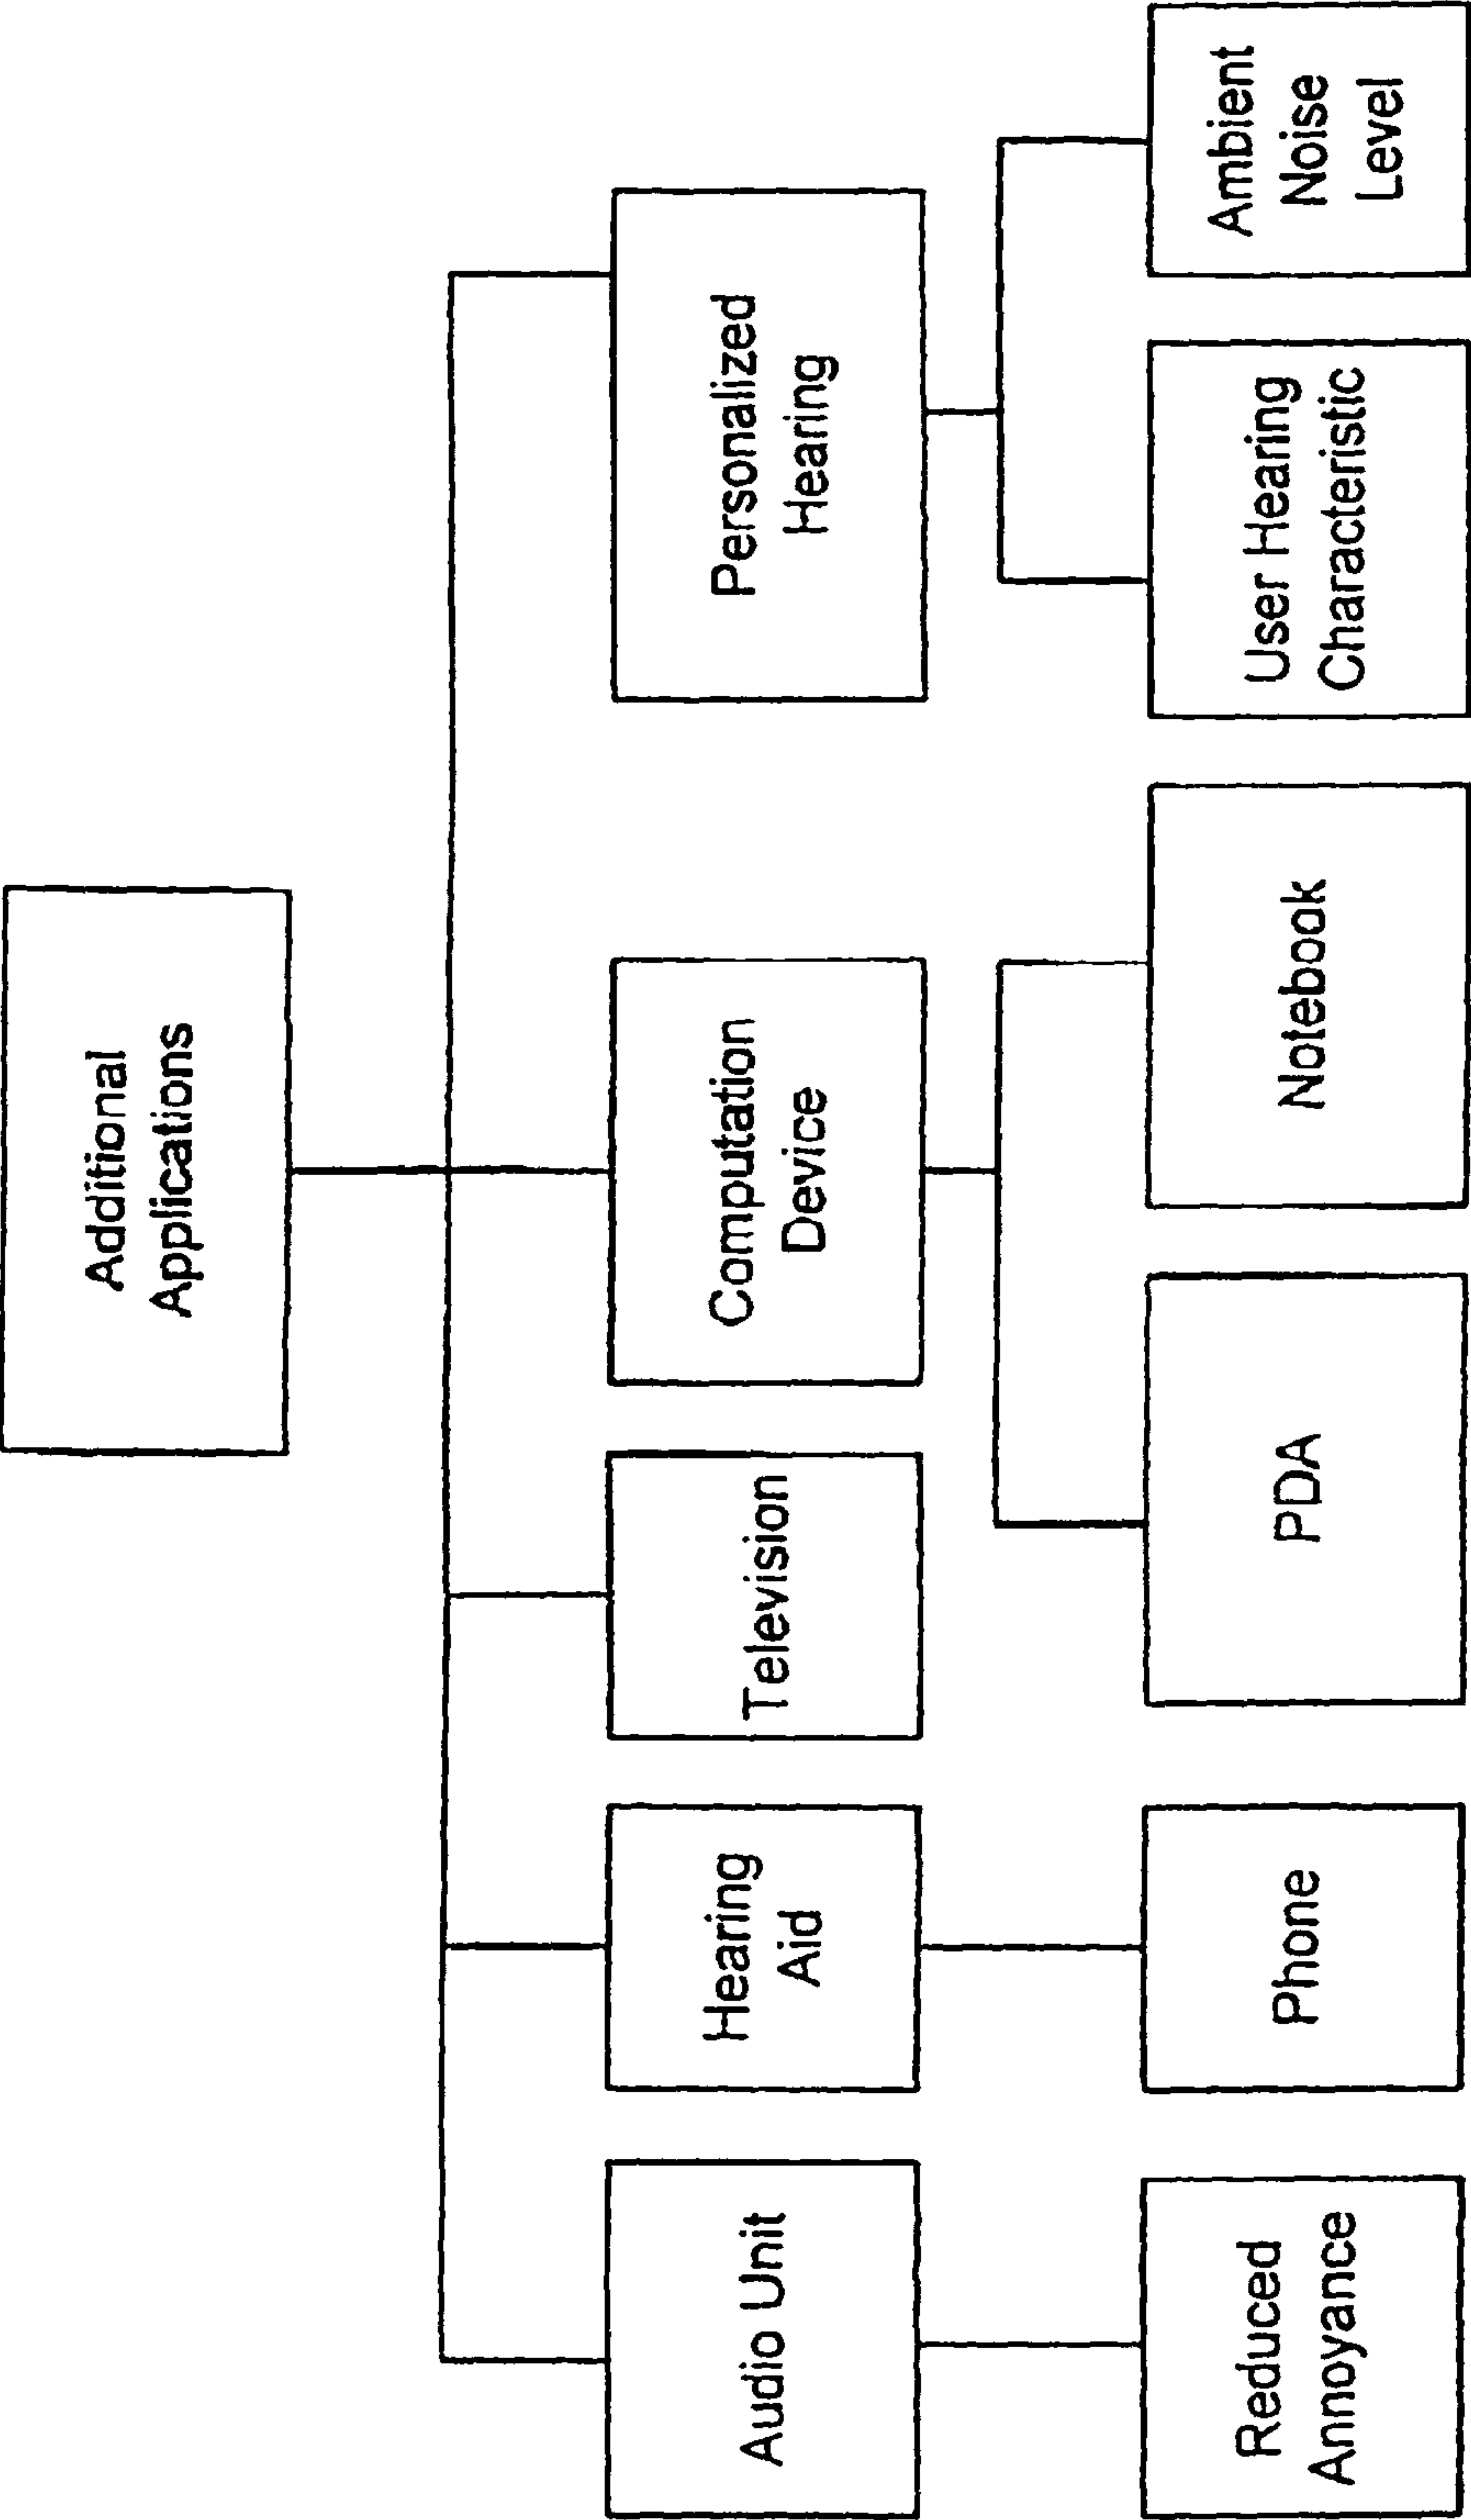 Additional
Applications
Audio Unit
Hearing
Aid
Television
Computation
Device
Personalized
Hearing
Reduced
Annoyance
Phone
PDA
Notebook
User Hearing
Characteristic
Ambient
Noise
Level